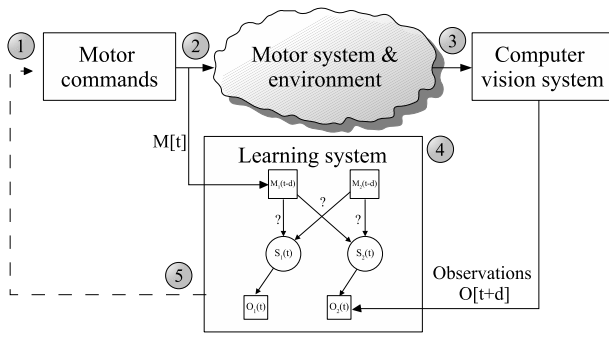 1
Motor
commands
2
Motor system &
environment
3
Computer
vision system
M[t]
Learning system
4
M₁(t-d)
M₂(t-d)
?
?
?
?
S₁(t)
S₂(t)
5
O₁(t)
O₂(t)
Observations
O[t+d]